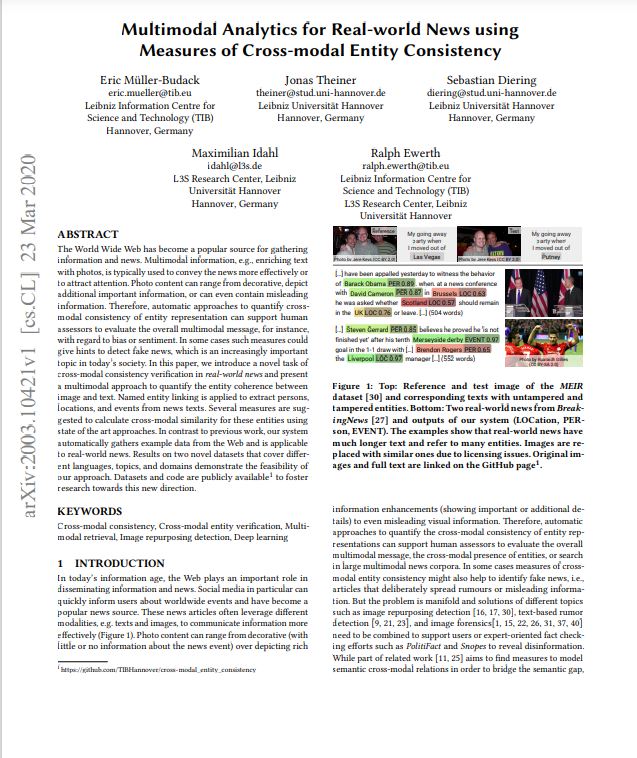 Multimodal Analytics for Real-world News using
Measures of Cross-modal Entity Consistency
Eric Müller-Budack
eric.mueller@tib.eu
Leibniz Information Centre for
Science and Technology (TIB)
Hannover, Germany
Jonas Theiner
theiner@stud.uni-hannover.de
Leibniz Universität Hannover
Hannover, Germany
Sebastian Diering
diering@stud.uni-hannover.de
Leibniz Universität Hannover
Hannover, Germany
Maximilian Idahl
idahl@l3s.de
L3S Research Center, Leibniz
Universität Hannover
Hannover, Germany
Ralph Ewerth
ralph.ewerth@tib.eu
Leibniz Information Centre for
Science and Technology (TIB)
L3S Research Center, Leibniz
Universität Hannover
arXiv:2003.10421v1 [cs.CL] 23 Mar 2020
ABSTRACT
The World Wide Web has become a popular source for gathering
information and news. Multimodal information, e.g., enriching text
with photos, is typically used to convey the news more effectively or
to attract attention. Photo content can range from decorative, depict
additional important information, or can even contain misleading
information. Therefore, automatic approaches to quantify cross-
modal consistency of entity representation can support human
assessors to evaluate the overall multimodal message, for instance,
with regard to bias or sentiment. In some cases such measures could
give hints to detect fake news, which is an increasingly important
topic in today's society. In this paper, we introduce a novel task of
cross-modal consistency verification in real-world news and present
a multimodal approach to quantify the entity coherence between
image and text. Named entity linking is applied to extract persons,
locations, and events from news texts. Several measures are sug-
gested to calculate cross-modal similarity for these entities using
state of the art approaches. In contrast to previous work, our system
automatically gathers example data from the Web and is applicable
to real-world news. Results on two novel datasets that cover differ-
ent languages, topics, and domains demonstrate the feasibility of
our approach. Datasets and code are publicly available1 to foster
research towards this new direction.
KEYWORDS
Cross-modal consistency, Cross-modal entity verification, Multi-
modal retrieval, Image repurposing detection, Deep learning
1 INTRODUCTION
In today's information age, the Web plays an important role in
disseminating information and news. Social media in particular can
quickly inform users about worldwide events and have become a
popular news source. These news articles often leverage different
modalities, e.g. texts and images, to communicate information more
effectively (Figure 1). Photo content can range from decorative (with
little or no information about the news event) over depicting rich
1 https://github.com/TIBHannover/cross-modal_entity_consistency
Reference
Photo by Jere Keys (CC BY 2.0)
My going away
party when
I moved out of
Las Vegas
Test
Photo by Jere Keys (CC BY 2.0)
My going away
party when
I moved out of
Putney
[...] have been appalled yesterday to witness the behavior
of Barack Obama PER 0.89, when, at a news conference
with David Cameron PER 0.87 in Brussels LOC 0.63
he was asked whether Scotland LOC 0.57 should remain
in the UK LOC 0.76 or leave. [...] (504 words)
[...] Steven Gerrard PER 0.85 believes he proved he 'is not
finished yet' after his tenth Merseyside derby EVENT 0.97
goal in the 1-1 draw with [...] Brendon Rogers PER 0.65
the Liverpool LOC 0.97 manager [...] (552 words)
Figure 1: Top: Reference and test image of the MEIR
dataset [30] and corresponding texts with untampered and
tampered entities. Bottom: Two real-world news from Break-
ingNews [27] and outputs of our system (LOCation, PER-
son, EVENT). The examples show that real-world news have
much longer text and refer to many entities. Images are re-
placed with similar ones due to licensing issues. Original im-
ages and full text are linked on the GitHub page1.
information enhancements (showing important or additional de-
tails) to even misleading visual information. Therefore, automatic
approaches to quantify the cross-modal consistency of entity rep-
resentations can support human assessors to evaluate the overall
multimodal message, the cross-modal presence of entities, or search
in large multimodal news corpora. In some cases measures of cross-
modal entity consistency might also help to identify fake news, i.e.,
articles that deliberately spread rumours or misleading informa-
tion. But the problem is manifold and solutions of different topics
such as image repurposing detection [16, 17, 30], text-based rumor
detection [9, 21, 23], and image forensics[1, 15, 22, 26, 31, 37, 40]
need to be combined to support users or expert-oriented fact check-
ing efforts such as PolitiFact and Snopes to reveal disinformation.
While part of related work [11, 25] aims to find measures to model
semantic cross-modal relations in order to bridge the semantic gap,